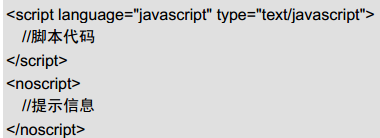 <script language="javascript" type="text/javascript">
//脚本代码
</script>
<noscript>
//提示信息
</noscript>